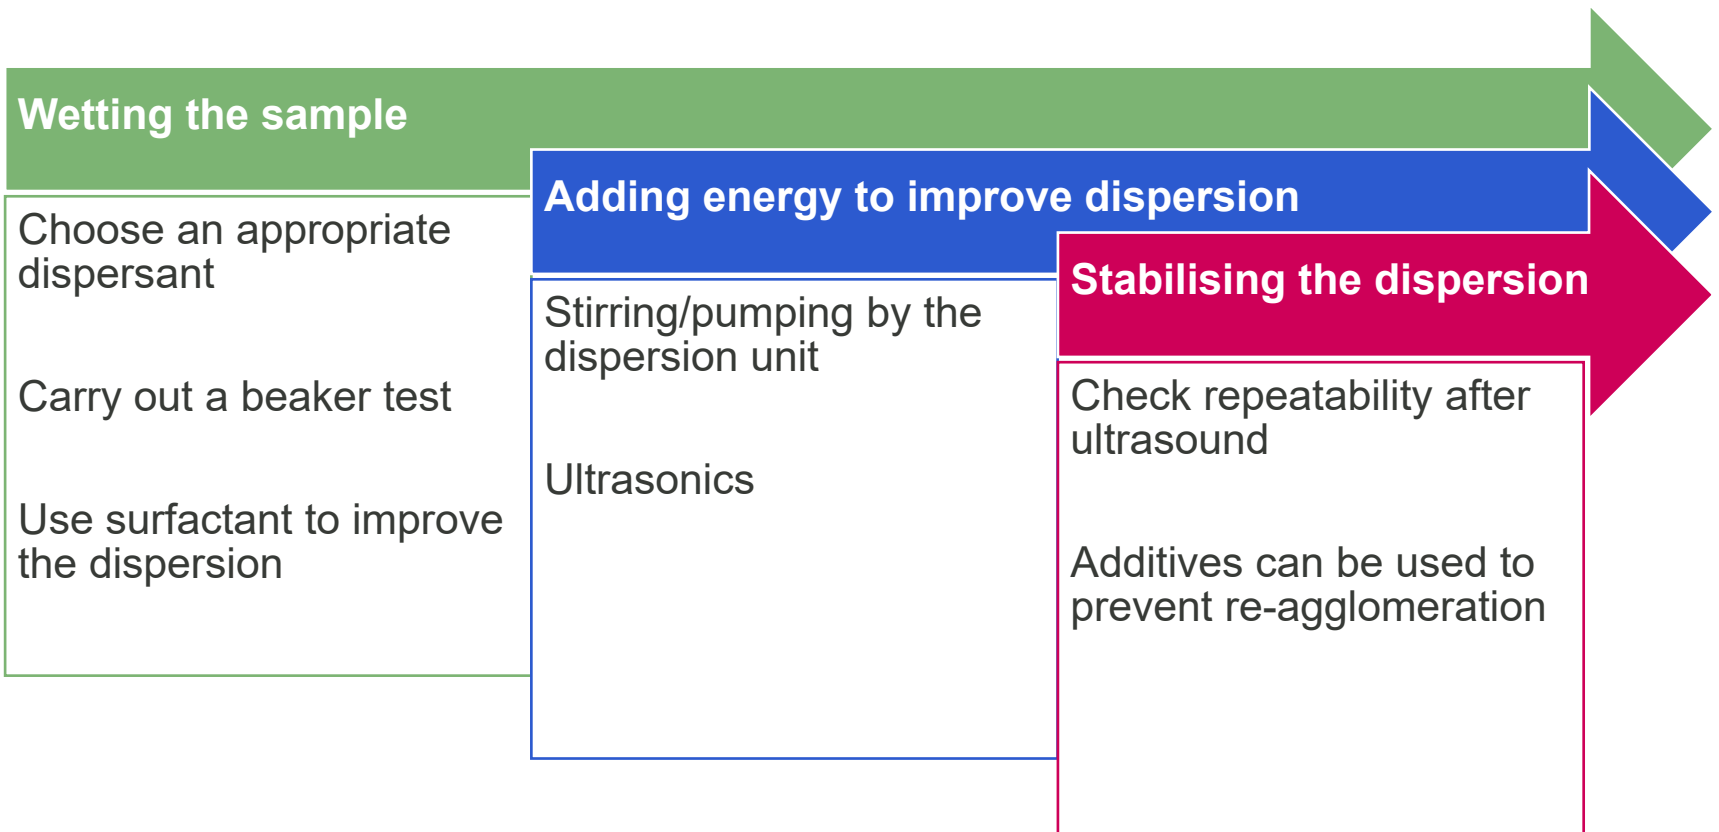 Wetting the sample
Choose an appropriate
dispersant
Carry out a beaker test
Use surfactant to improve
the dispersion
Adding energy to improve dispersion
Stirring/pumping by the
dispersion unit
Ultrasonics
Stabilising the dispersion
Check repeatability after
ultrasound
Additives can be used to
prevent re-agglomeration